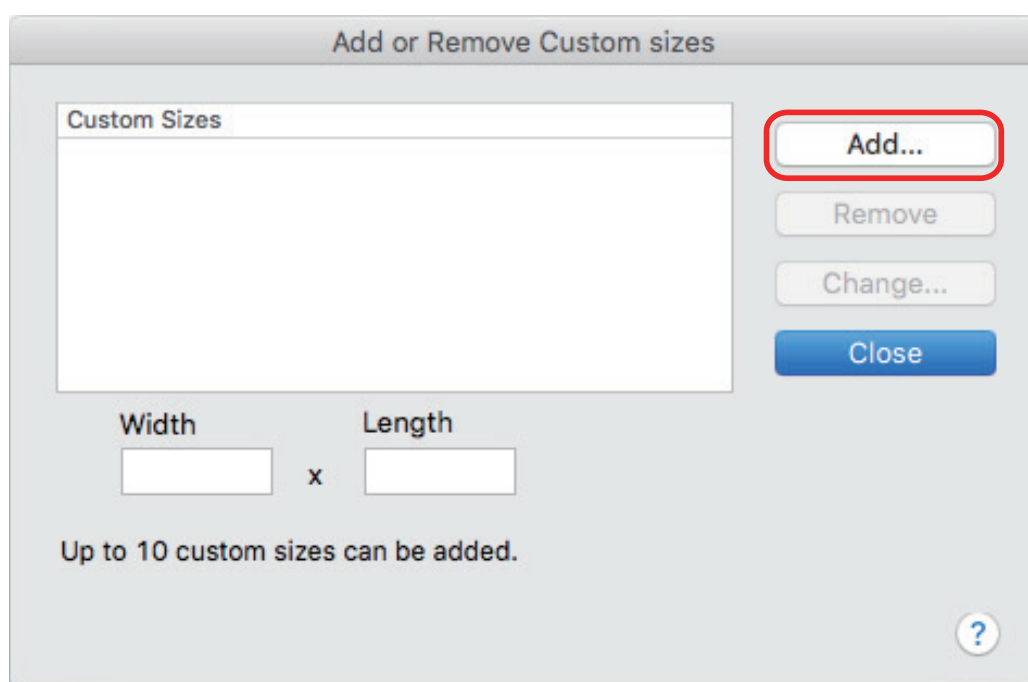 Add or Remove Custom sizes
Custom Sizes
Add...
Remove
Change...
Close
Width
Length
x
Up to 10 custom sizes can be added.
?